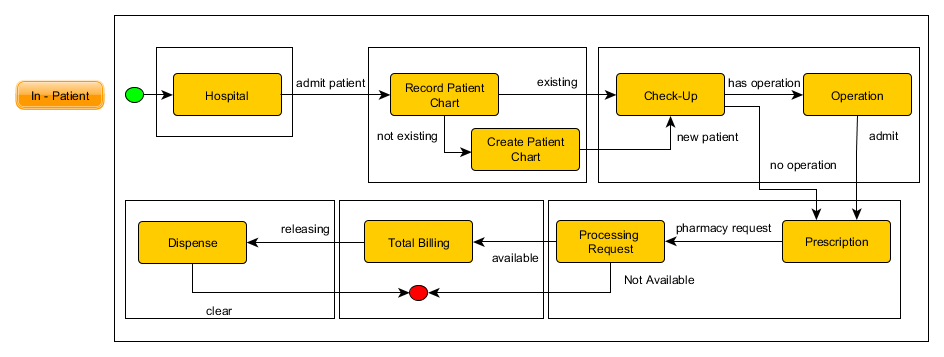 In - Patient
Hospital
admit patient
Record Patient
Chart
existing
not existing
Create Patient
Chart
new patient
Check-Up
has operation
Operation
admit
no operation
Dispense
releasing
Total Billing
available
Processing
Request
pharmacy request
Prescription
Not Available
clear